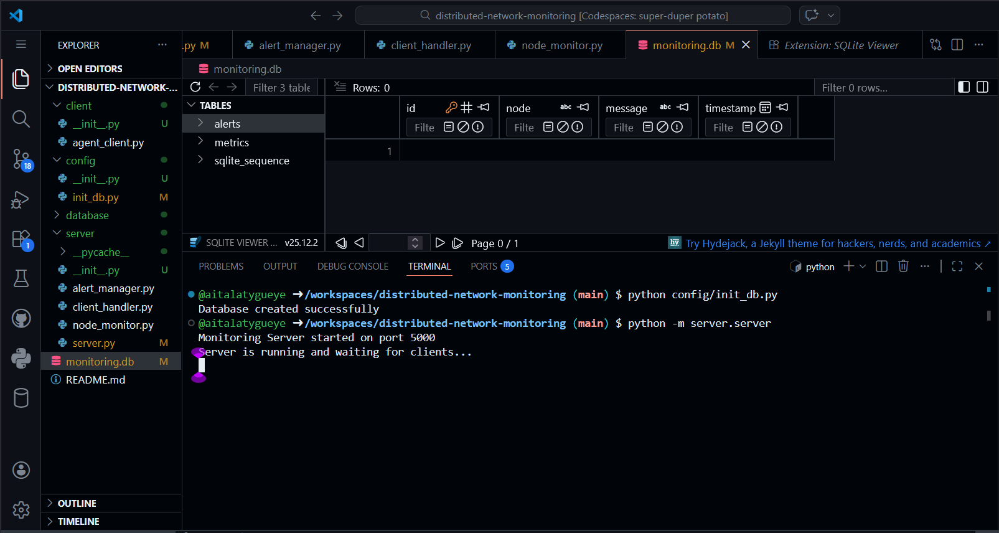 distributed-network-monitoring [Codespaces: super-duper potato]
EXPLORER
.py M
alert_manager.py
client_handler.py
node_monitor.py
monitoring.db M
Extension: SQLite Viewer
OPEN EDITORS
DISTRIBUTED-NETWORK-...
client
__init__.py U
agent_client.py
config
__init__.py U
init_db.py M
database
server
__pycache__
__init__.py U
alert_manager.py
client_handler.py
node_monitor.py
server.py M
monitoring.db M
README.md
OUTLINE
TIMELINE
18
1
monitoring.db
Filter 3 table
Rows: 0
Filter 0 rows...
TABLES
alerts
metrics
sqlite_sequence
id
node abc
message abc
timestamp
Filte
Filte
Filte
Filte
1
SQLITE VIEWER ... v25.12.2
Page 0 / 1
hy Try Hydejack, a Jekyll theme for hackers, nerds, and academics ↗
PROBLEMS
OUTPUT
DEBUG CONSOLE
TERMINAL
PORTS 5
python
@aitalatygueye ➜/workspaces/distributed-network-monitoring (main) $ python config/init_db.py
Database created successfully
@aitalatygueye ➜/workspaces/distributed-network-monitoring (main) $ python -m server.server
Monitoring Server started on port 5000
Server is running and waiting for clients...